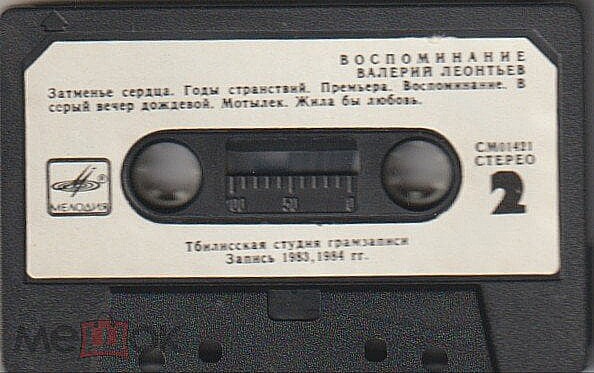 ВОСПОМИНАНИЕ
ВАЛЕРИЙ ЛЕОНТЬЕВ
Затменье сердца. Годы странствий. Премьера. Воспоминание. В
серый вечер дождевой. Мотылек. Жила бы любовь.
СМ01421
СТЕРЕО
2
МЕЛОДИЯ
100 50 0
Тбилисская студия грамзаписи
Запись 1983,1984 гг.
МЕШОК